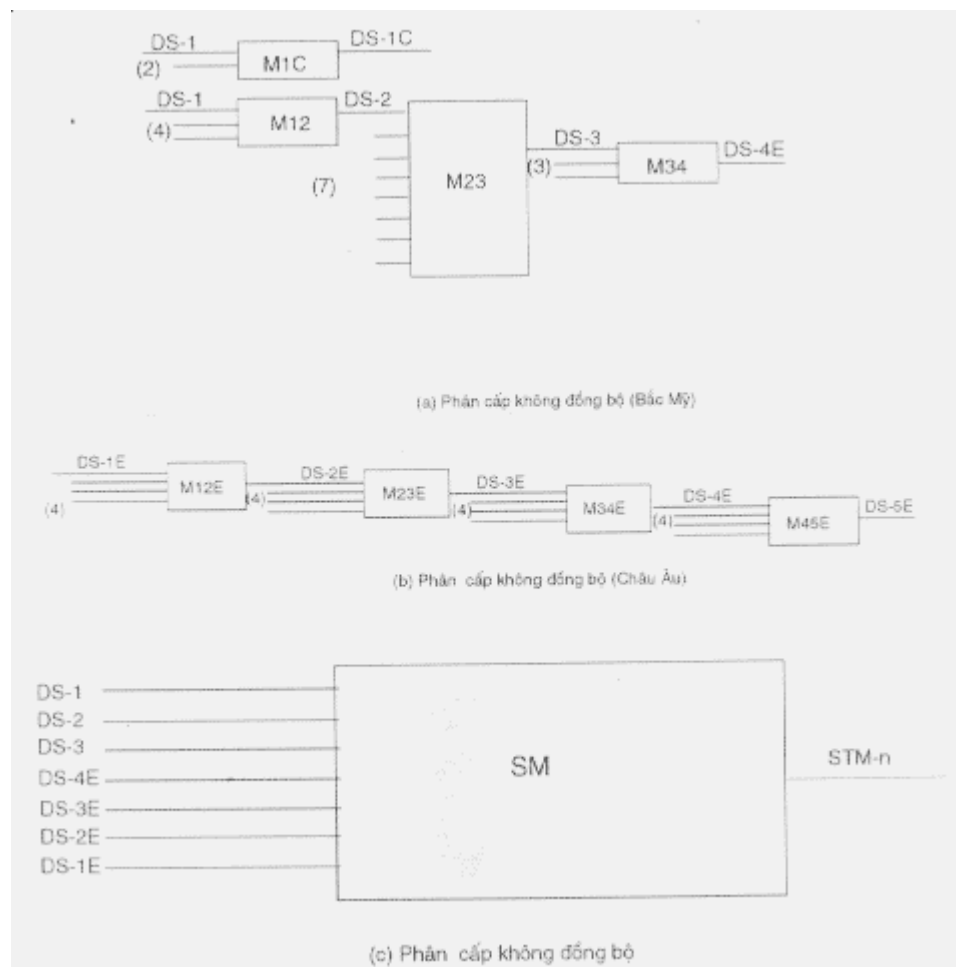 DS-1 DS-1C
M1C
(2)
DS-1 DS-2
M12
(4)
DS-3 DS-4E
(3) M34
M23
(7)
(a) Phân cấp không đồng bộ (Bắc Mỹ)
DS-1E
DS-2E DS-3E
M12E (4) M23E DS-4E
(4) (4) M34E (4) DS-5E
M45E
(b) Phân cấp không đồng bộ (Châu Âu)
DS-1
DS-2
DS-3
SM STM-n
DS-4E
DS-3E
DS-2E
DS-1E
(c) Phân cấp không đồng bộ